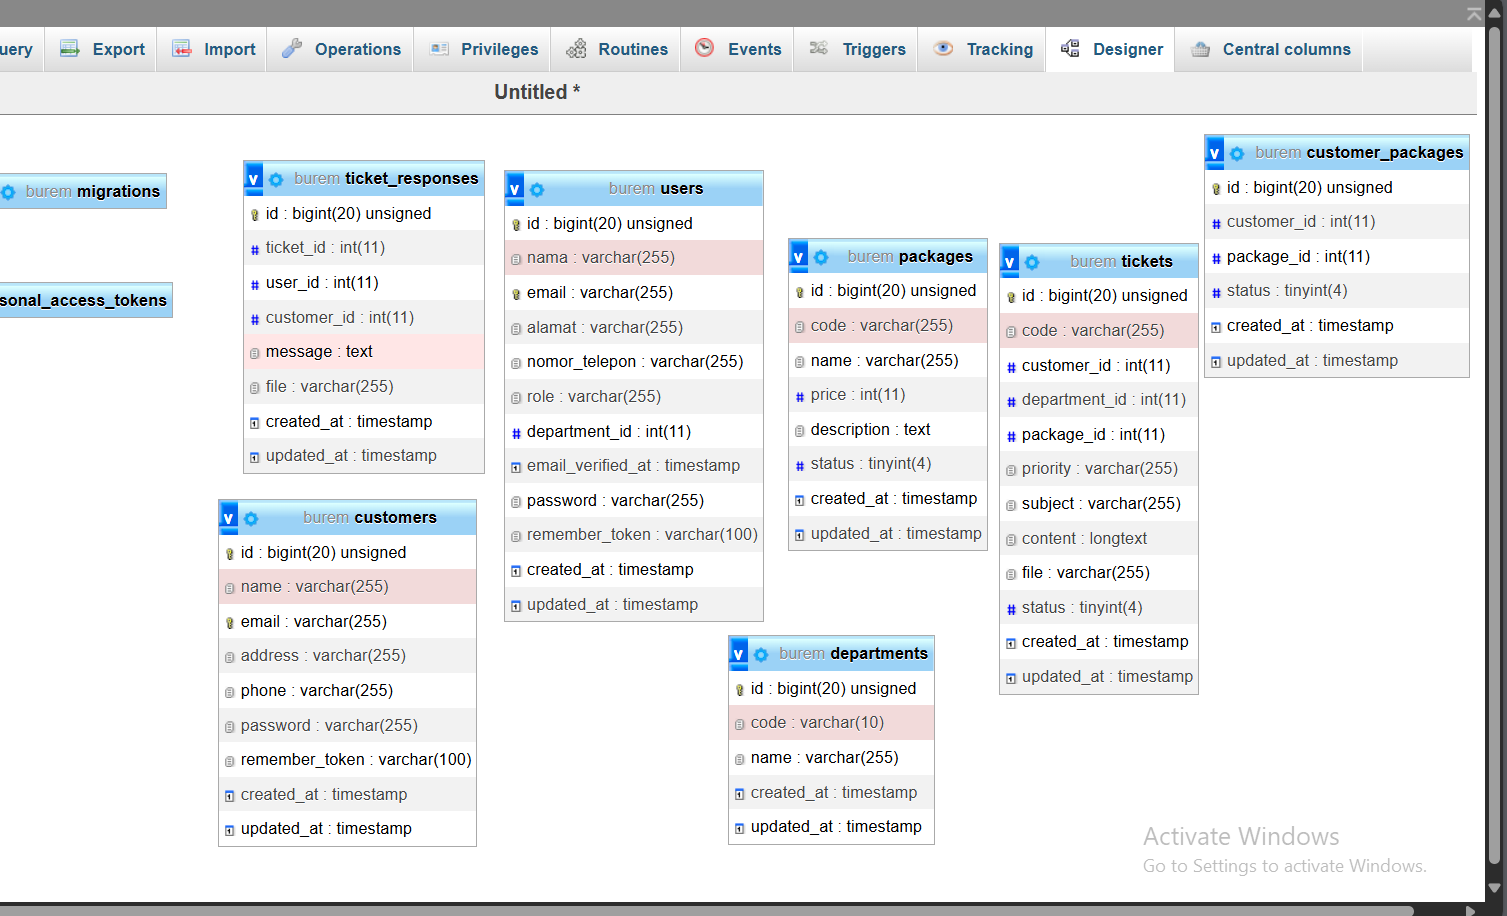 uery
Export
Import
Operations
Privileges
Routines
Events
Triggers
Tracking
Designer
Central columns
Untitled *
burem migrations
sonal_access_tokens
v burem ticket_responses
id : bigint(20) unsigned
# ticket_id : int(11)
# user_id : int(11)
# customer_id : int(11)
message : text
file : varchar(255)
created_at : timestamp
updated_at : timestamp
v burem customers
id : bigint(20) unsigned
name : varchar(255)
email : varchar(255)
address : varchar(255)
phone : varchar(255)
password : varchar(255)
remember_token : varchar(100)
created_at : timestamp
updated_at : timestamp
v burem users
id : bigint(20) unsigned
nama : varchar(255)
email : varchar(255)
alamat : varchar(255)
nomor_telepon : varchar(255)
role : varchar(255)
# department_id : int(11)
email_verified_at : timestamp
password : varchar(255)
remember_token : varchar(100)
created_at : timestamp
updated_at : timestamp
v burem packages
id : bigint(20) unsigned
code : varchar(255)
name : varchar(255)
# price : int(11)
description : text
# status : tinyint(4)
created_at : timestamp
updated_at : timestamp
v burem departments
id : bigint(20) unsigned
code : varchar(10)
name : varchar(255)
created_at : timestamp
updated_at : timestamp
v burem tickets
id : bigint(20) unsigned
code : varchar(255)
# customer_id : int(11)
# department_id : int(11)
# package_id : int(11)
priority : varchar(255)
subject : varchar(255)
content : longtext
file : varchar(255)
# status : tinyint(4)
created_at : timestamp
updated_at : timestamp
v burem customer_packages
id : bigint(20) unsigned
# customer_id : int(11)
# package_id : int(11)
# status : tinyint(4)
created_at : timestamp
updated_at : timestamp
Activate Windows
Go to Settings to activate Windows.